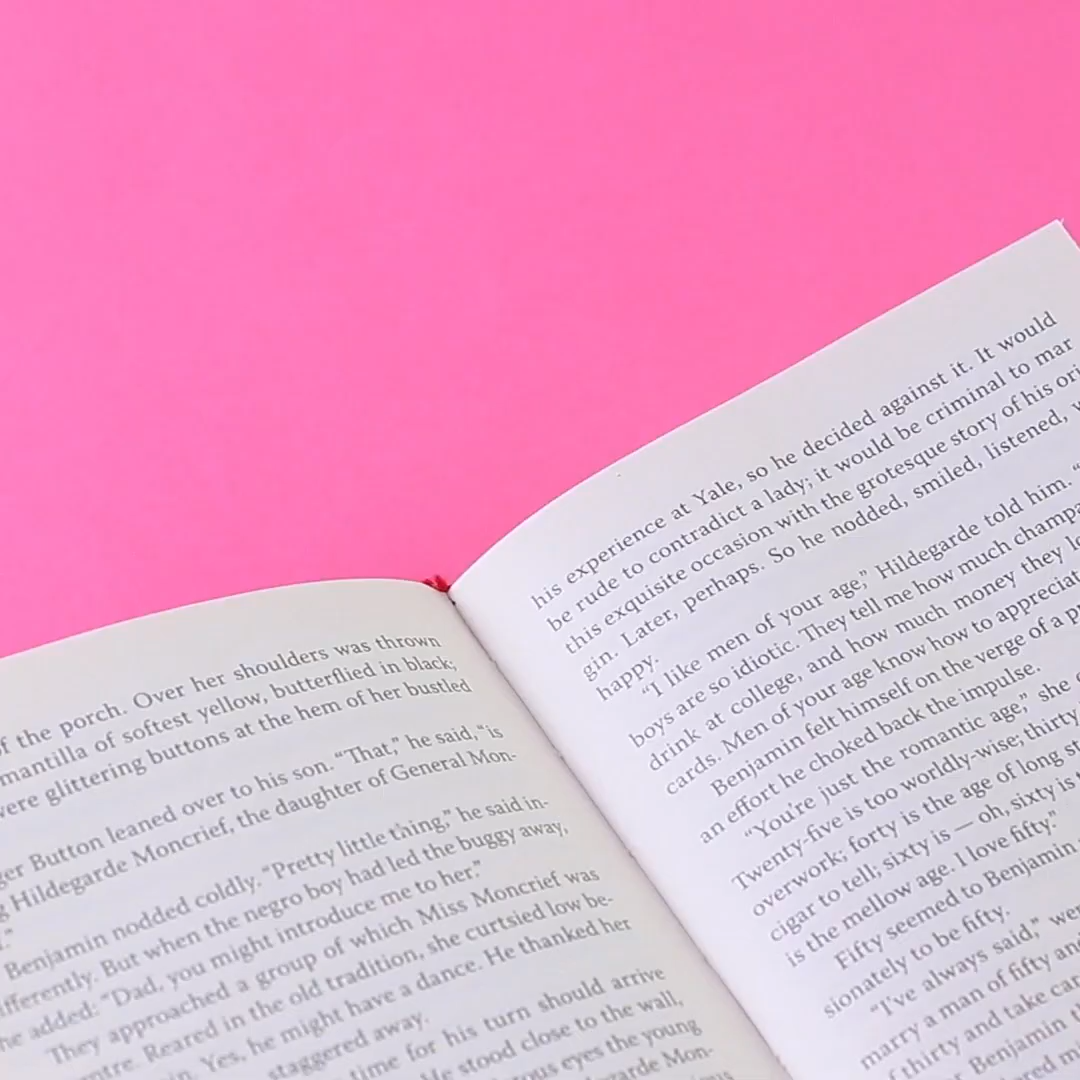 of the porch. Over her shoulders was thrown
mantilla of softest yellow, butterflied in black;
were glittering buttons at the hem of her bustled
Button leaned over to his son. “That,” he said, “is
Hildegarde Moncrief, the daughter of General Mon-
Benjamin nodded coldly. “Pretty little thing,” he said in-
differently. But when the negro boy had led the buggy away,
he added: “Dad, you might introduce me to her.”
They approached a group of which Miss Moncrief was
Reared in the old tradition, she curtsied low be-
Yes, he might have a dance. He thanked her
staggered away.
time for his turn should arrive
He stood close to the wall,
eyes the young
Mon-
his experience at Yale, so he decided against it. It would
be rude to contradict a lady; it would be criminal to mar
this exquisite occasion with the grotesque story of his ori
gin. Later, perhaps. So he nodded, smiled, listened,
happy.
“I like men of your age,” Hildegarde told him. “
boys are so idiotic. They tell me how much champa
drink at college, and how much money they lo
cards. Men of your age know how to appreciat
Benjamin felt himself on the verge of a p
an effort he choked back the impulse.
“You’re just the romantic age,” she
Twenty-five is too worldly-wise; thirty
overwork; forty is the age of long st
cigar to tell; sixty is — oh, sixty is
is the mellow age. I love fifty.”
Fifty seemed to Benjamin
sionately to be fifty.
“I’ve always said,” wen
marry a man of fifty and
of thirty and take car
Benjamin